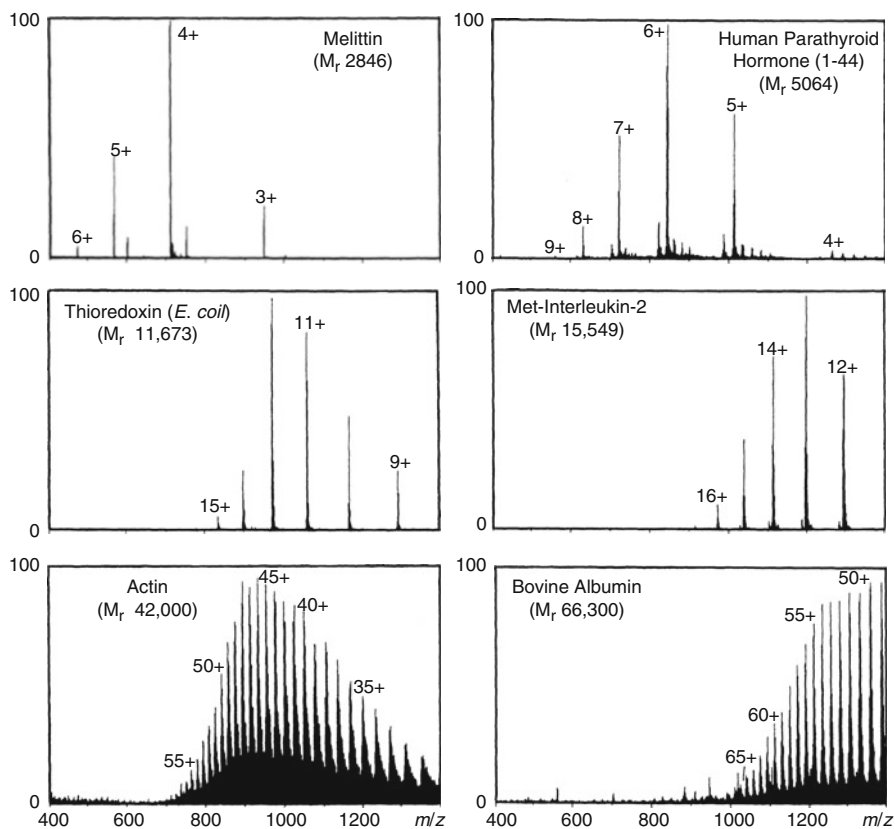 100
Melittin
(Mr 2846)
4+
5+
3+
6+
0
100
Human Parathyroid
Hormone (1-44)
(Mr 5064)
6+
5+
7+
8+
9+
4+
0
100
Thioredoxin (E. coil)
(Mr 11,673)
11+
9+
15+
0
100
Met-Interleukin-2
(Mr 15,549)
14+
12+
16+
0
100
Actin
(Mr 42,000)
45+
40+
50+
35+
55+
0
400 600 800 1000 1200 m/z
100
Bovine Albumin
(Mr 66,300)
50+
55+
60+
65+
0
400 600 800 1000 1200 m/z